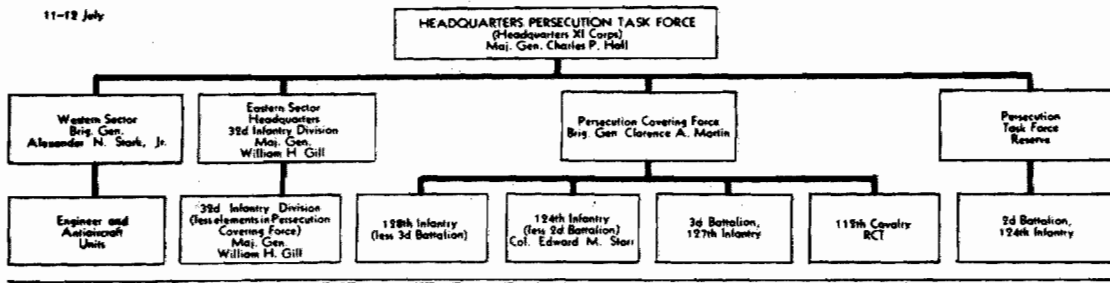 11–12 July
HEADQUARTERS PERSECUTION TASK FORCE
(Headquarters XI Corps)
Maj. Gen. Charles P. Hall
Western Sector
Brig. Gen.
Alexander N. Stark, Jr.
Eastern Sector
Headquarters
32d Infantry Division
Maj. Gen.
William H. Gill
Persecution Covering Force
Brig. Gen Clarence A. Martin
Persecution
Task Force
Reserve
Engineer and
Antiaircraft
Units
32d Infantry Division
(less elements in Persecution
Covering Force)
Maj. Gen.
William H. Gill
128th Infantry
(less 3d Battalion)
124th Infantry
(less 2d Battalion)
Col. Edward M. Starr
3d Battalion,
127th Infantry
112th Cavalry
RCT
2d Battalion,
124th Infantry